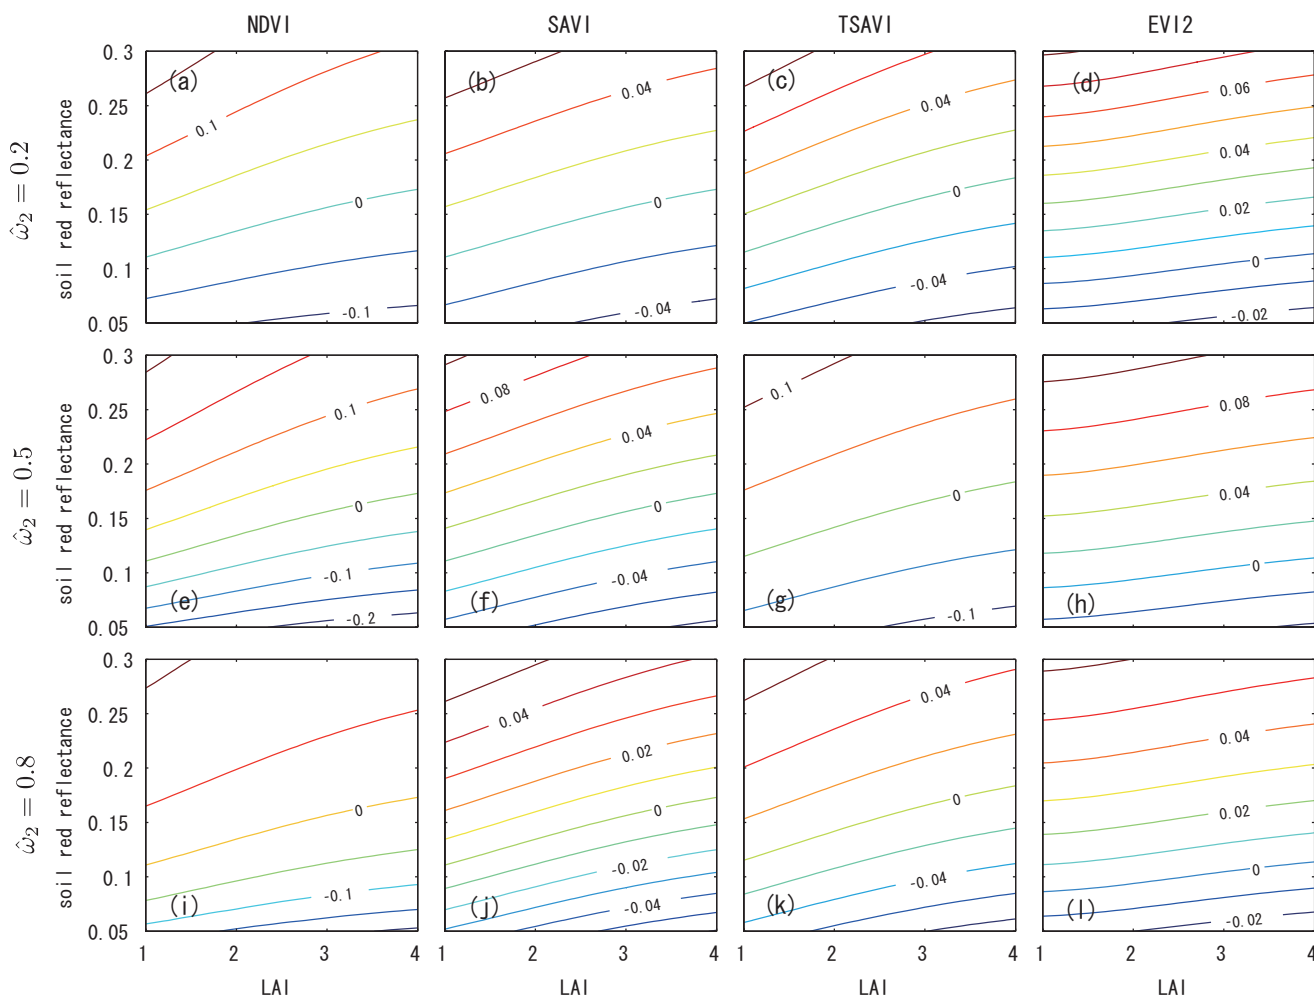 NDVI SAVI TSAVI EVI2
ω̂₂ = 0.2
soil red reflectance
0.3
0.25
0.2
0.15
0.1
0.05
(a) 0.1 0 -0.1
(b) 0.04 0 -0.04
(c) 0.04 0 -0.04
(d) 0.06 0.04 0.02 0 -0.02
ω̂₂ = 0.5
soil red reflectance
0.3
0.25
0.2
0.15
0.1
0.05
0.1 0 -0.1 (e) -0.2
0.08 0.04 0 -0.04 (f)
0.1 0 (g) -0.1
0.08 0.04 0 (h)
ω̂₂ = 0.8
soil red reflectance
0.3
0.25
0.2
0.15
0.1
0.05
0 -0.1 (i)
0.04 0.02 0 -0.02 (j) -0.04
0.04 0 -0.04 (k)
0.04 0.02 0 (l) -0.02
1 2 3 4 1 2 3 4 1 2 3 4 1 2 3 4
LAI LAI LAI LAI